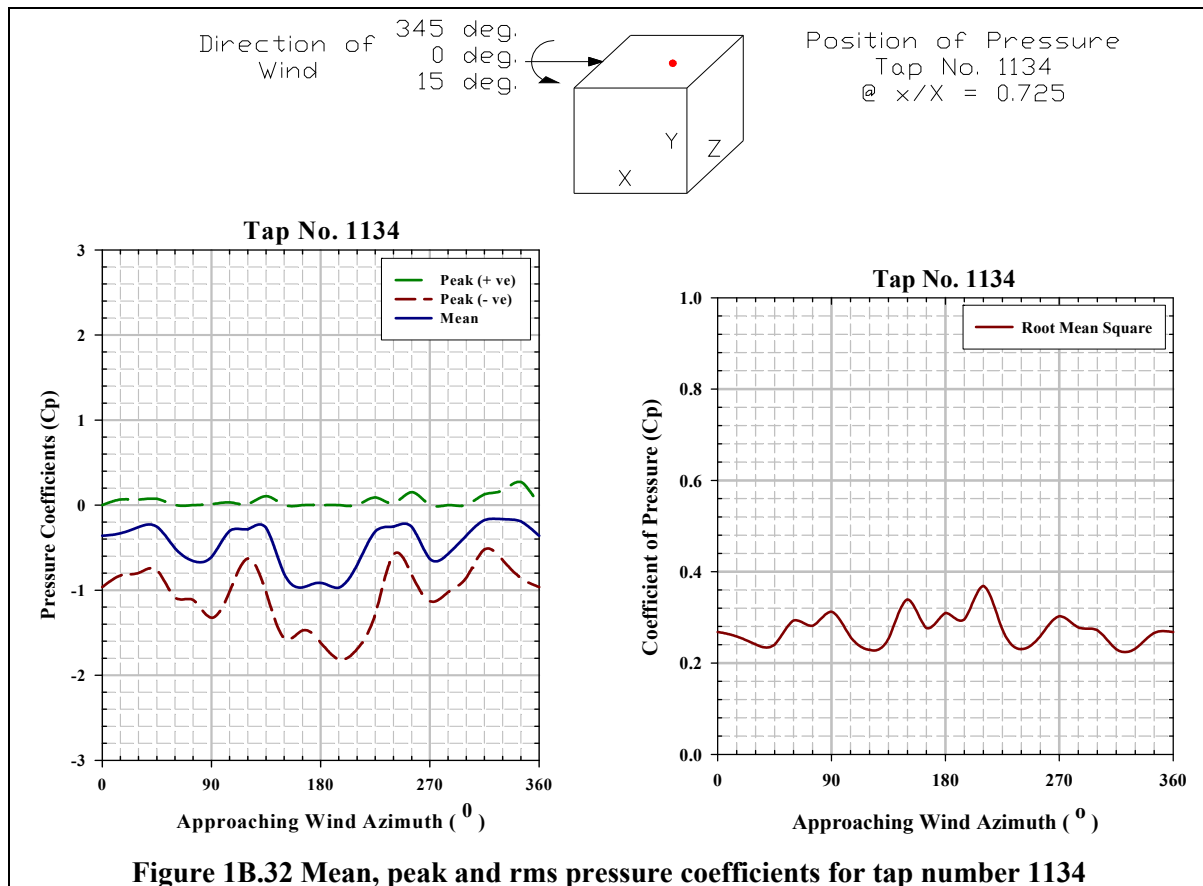 Direction of Wind
345 deg.
0 deg.
15 deg.
Position of Pressure
Tap No. 1134
@ x/X = 0.725
Y
Z
X
Tap No. 1134
Peak (+ ve)
Peak (- ve)
Mean
Pressure Coefficients (Cp)
3
2
1
0
-1
-2
-3
0 90 180 270 360
Approaching Wind Azimuth ( 0 )
Tap No. 1134
Root Mean Square
Coefficient of Pressure (Cp)
1.0
0.8
0.6
0.4
0.2
0.0
0 90 180 270 360
Approaching Wind Azimuth ( o )
Figure 1B.32 Mean, peak and rms pressure coefficients for tap number 1134